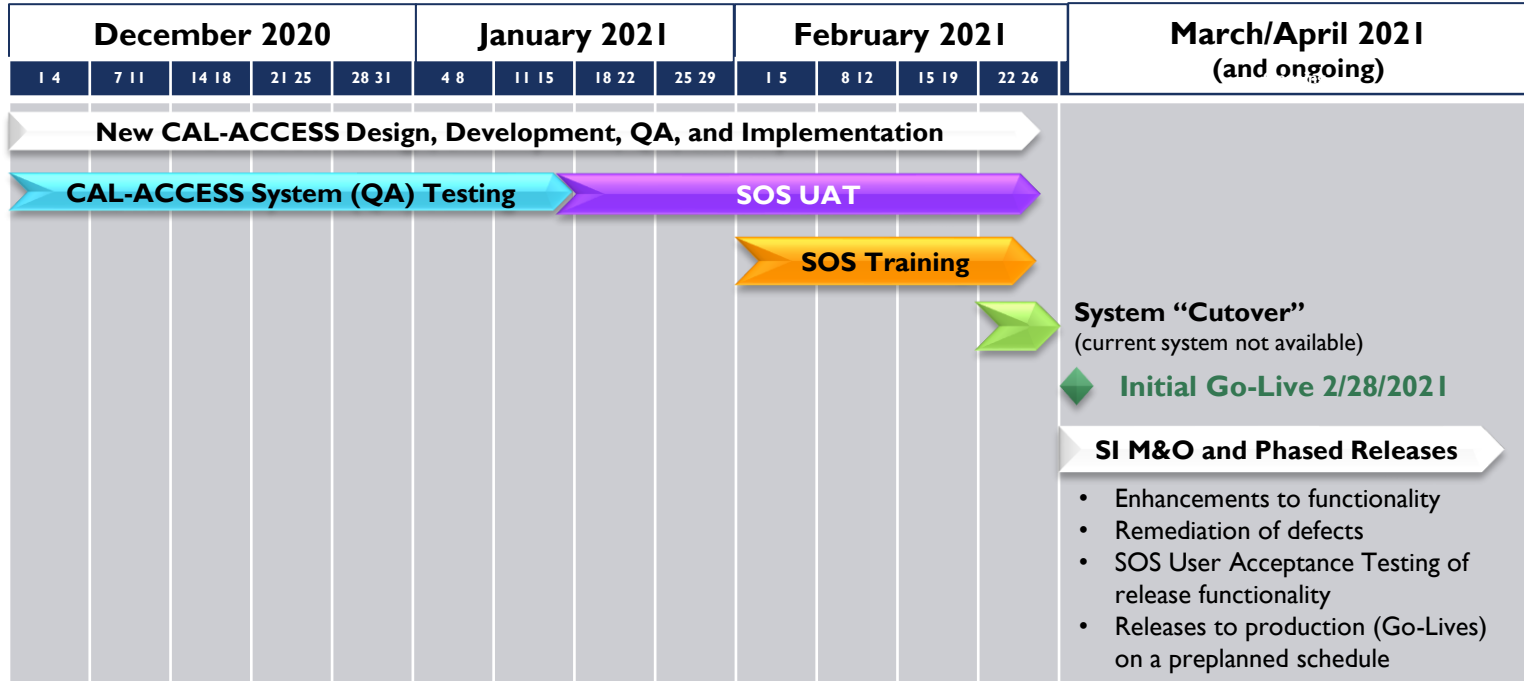 December 2020
January 2021
February 2021
March/April 2021
(and ongoing)
1 4
7 11
14 18
21 25
28 31
4 8
11 15
18 22
25 29
1 5
8 12
15 19
22 26
New CAL-ACCESS Design, Development, QA, and Implementation
CAL-ACCESS System (QA) Testing
SOS UAT
SOS Training
System “Cutover”
(current system not available)
Initial Go-Live 2/28/2021
SI M&O and Phased Releases
• Enhancements to functionality
• Remediation of defects
• SOS User Acceptance Testing of
release functionality
• Releases to production (Go-Lives)
on a preplanned schedule